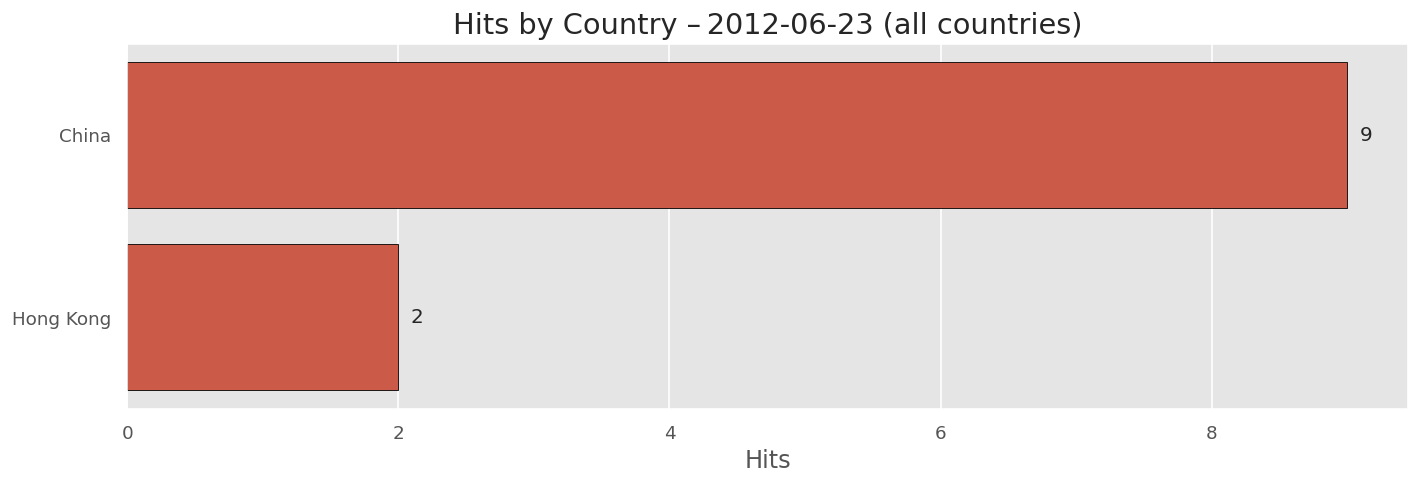 Hits by Country – 2012-06-23 (all countries)
China
9
Hong Kong
2
0 2 4 6 8
Hits